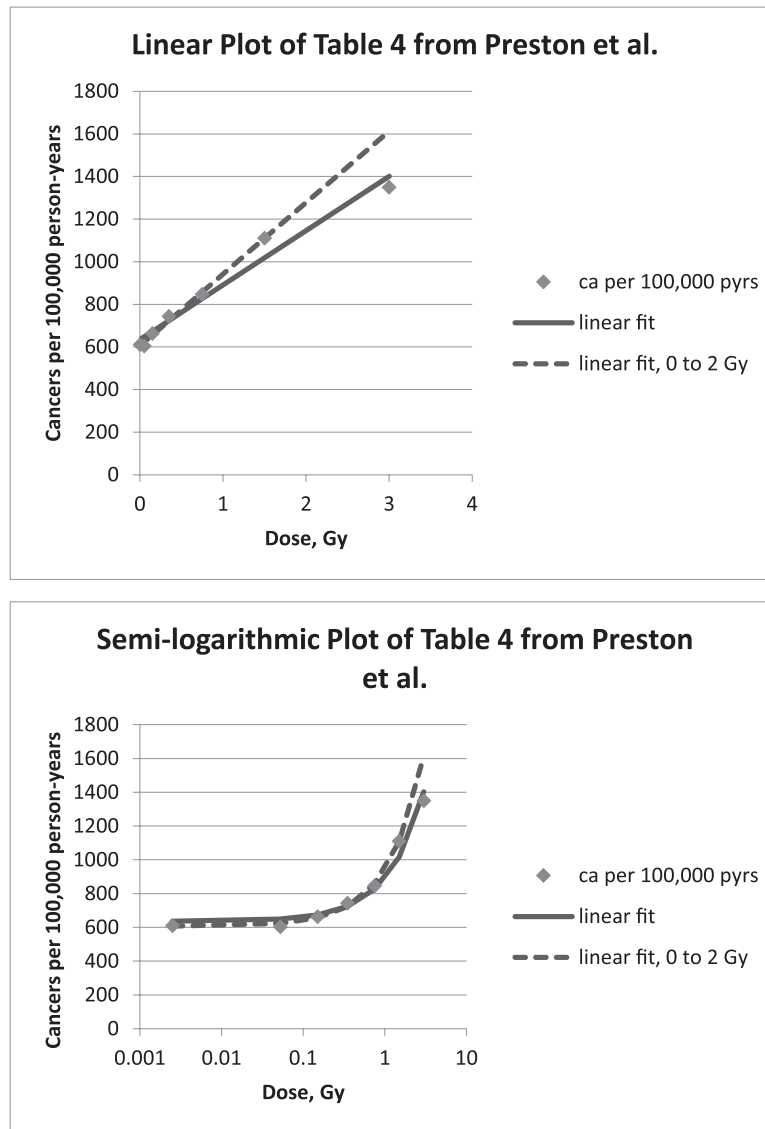 Linear Plot of Table 4 from Preston et al.
Cancers per 100,000 person-years
1800
1600
1400
1200
1000
800
600
400
200
0
0 1 2 3 4
Dose, Gy
ca per 100,000 pyrs
linear fit
linear fit, 0 to 2 Gy
Semi-logarithmic Plot of Table 4 from Preston
et al.
Cancers per 100,000 person-years
1800
1600
1400
1200
1000
800
600
400
200
0
0.001 0.01 0.1 1 10
Dose, Gy
ca per 100,000 pyrs
linear fit
linear fit, 0 to 2 Gy